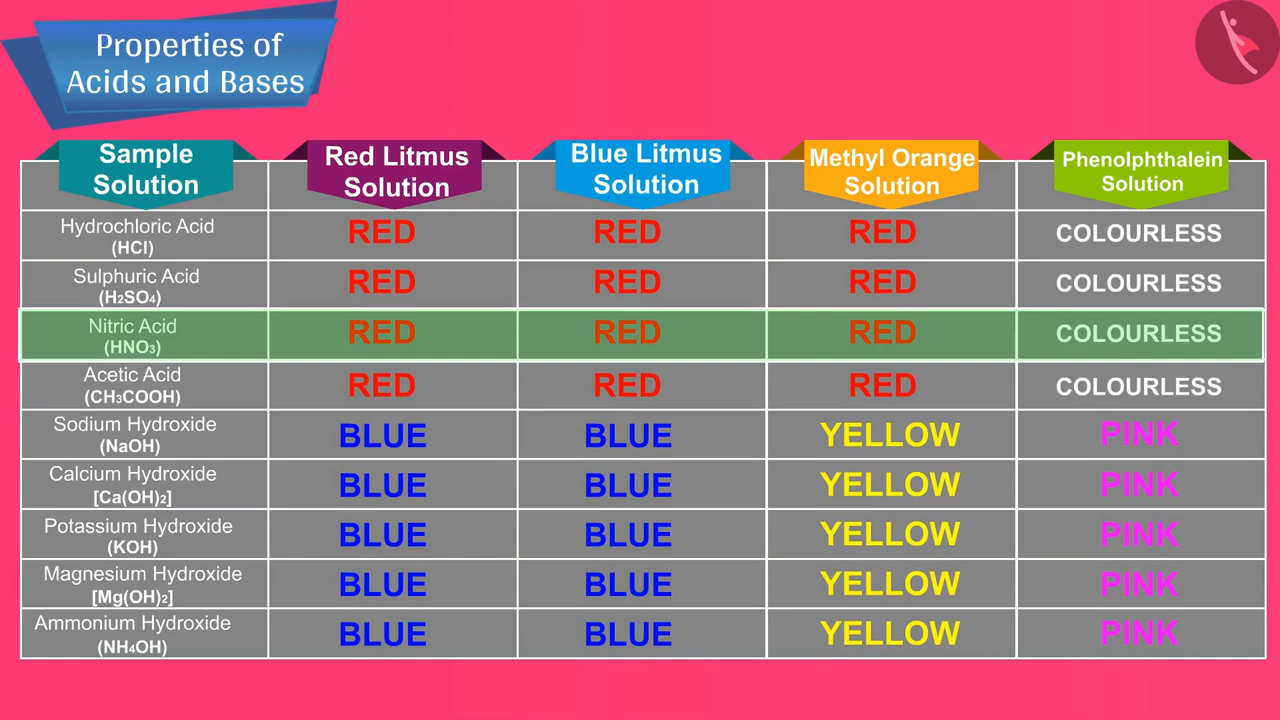 Properties of
Acids and Bases
Sample
Solution
Red Litmus
Solution
Blue Litmus
Solution
Methyl Orange
Solution
Phenolphthalein
Solution
Hydrochloric Acid
(HCl)
RED
RED
RED
COLOURLESS
Sulphuric Acid
(H₂SO₄)
RED
RED
RED
COLOURLESS
Nitric Acid
(HNO₃)
RED
RED
RED
COLOURLESS
Acetic Acid
(CH₃COOH)
RED
RED
RED
COLOURLESS
Sodium Hydroxide
(NaOH)
BLUE
BLUE
YELLOW
PINK
Calcium Hydroxide
[Ca(OH)₂]
BLUE
BLUE
YELLOW
PINK
Potassium Hydroxide
(KOH)
BLUE
BLUE
YELLOW
PINK
Magnesium Hydroxide
[Mg(OH)₂]
BLUE
BLUE
YELLOW
PINK
Ammonium Hydroxide
(NH₄OH)
BLUE
BLUE
YELLOW
PINK